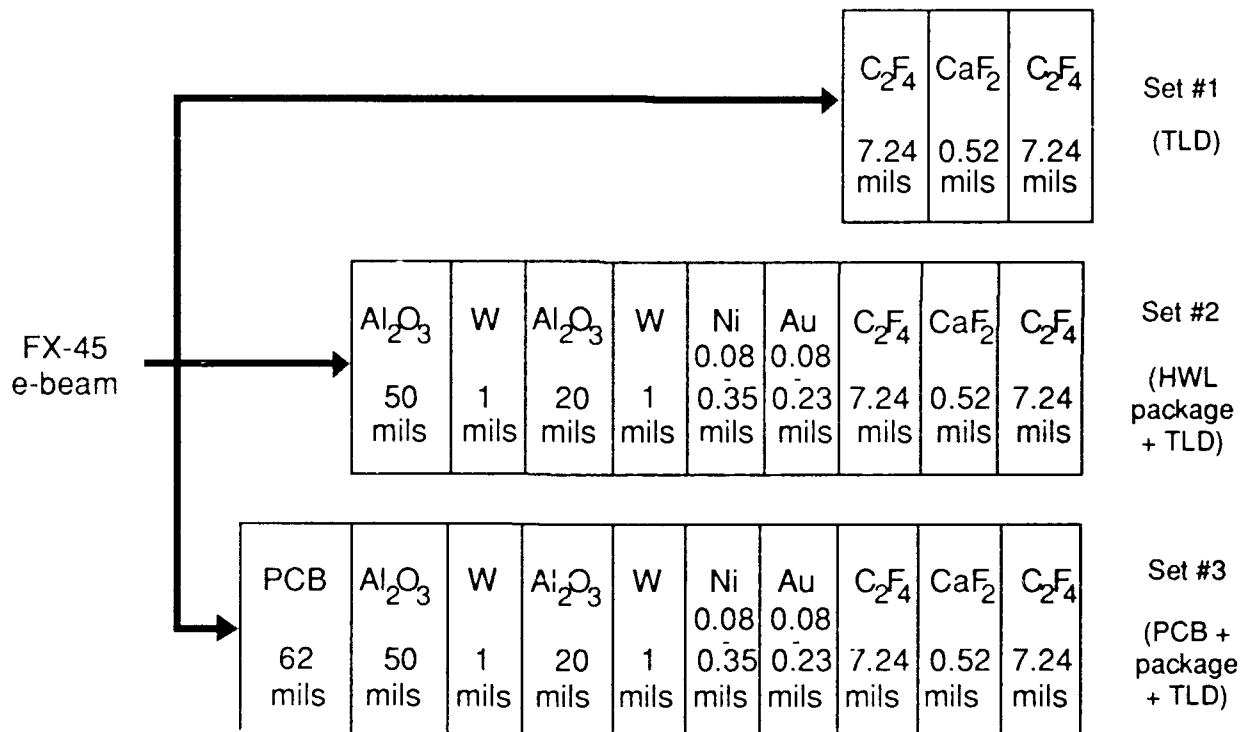 C2F4 CaF2 C2F4
7.24 0.52 7.24
mils mils mils
Set #1
(TLD)
FX-45
e-beam
Al2O3 W Al2O3 W Ni Au C2F4 CaF2 C2F4
0.08 0.08
- -
50 1 20 1 0.35 0.23 7.24 0.52 7.24
mils mils mils mils mils mils mils mils mils
Set #2
(HWL
package
+ TLD)
PCB Al2O3 W Al2O3 W Ni Au C2F4 CaF2 C2F4
0.08 0.08
- -
62 50 1 20 1 0.35 0.23 7.24 0.52 7.24
mils mils mils mils mils mils mils mils mils mils
Set #3
(PCB +
package
+ TLD)